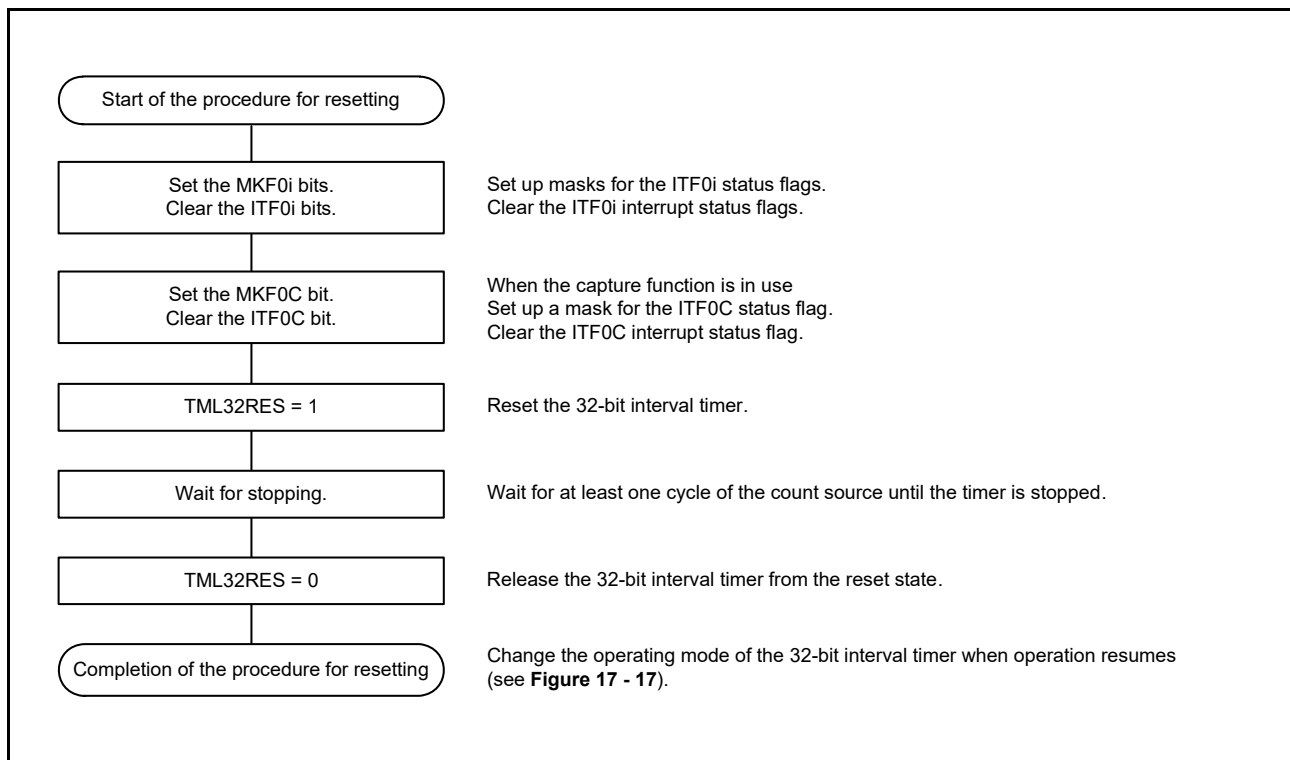 Start of the procedure for resetting
Set the MKF0i bits.
Clear the ITF0i bits.
Set up masks for the ITF0i status flags.
Clear the ITF0i interrupt status flags.
Set the MKF0C bit.
Clear the ITF0C bit.
When the capture function is in use
Set up a mask for the ITF0C status flag.
Clear the ITF0C interrupt status flag.
TML32RES = 1
Reset the 32-bit interval timer.
Wait for stopping.
Wait for at least one cycle of the count source until the timer is stopped.
TML32RES = 0
Release the 32-bit interval timer from the reset state.
Completion of the procedure for resetting
Change the operating mode of the 32-bit interval timer when operation resumes
(see Figure 17 - 17).